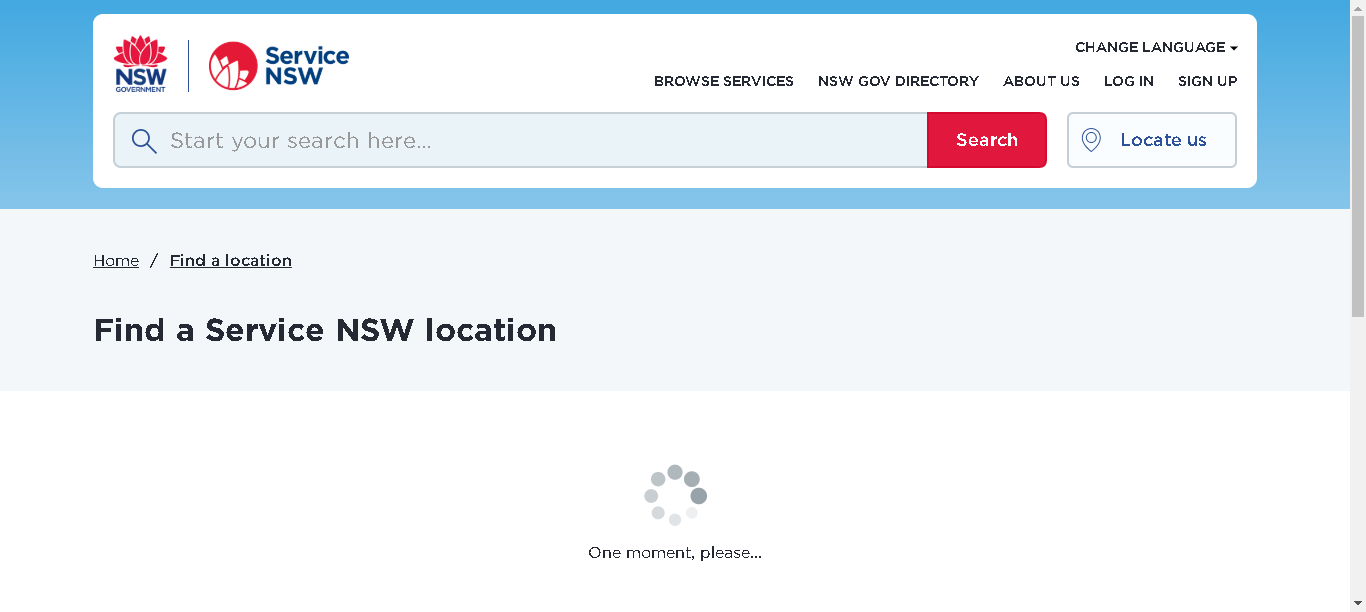 NSW
GOVERNMENT
Service
NSW
CHANGE LANGUAGE
BROWSE SERVICES NSW GOV DIRECTORY ABOUT US LOG IN SIGN UP
Start your search here... Search Locate us
Home / Find a location
Find a Service NSW location
One moment, please...